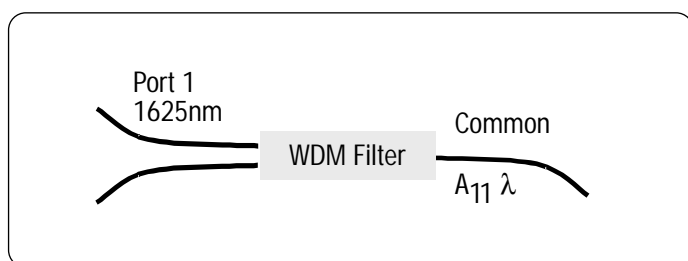 Port 1
1625nm
WDM Filter
Common
A11 λ